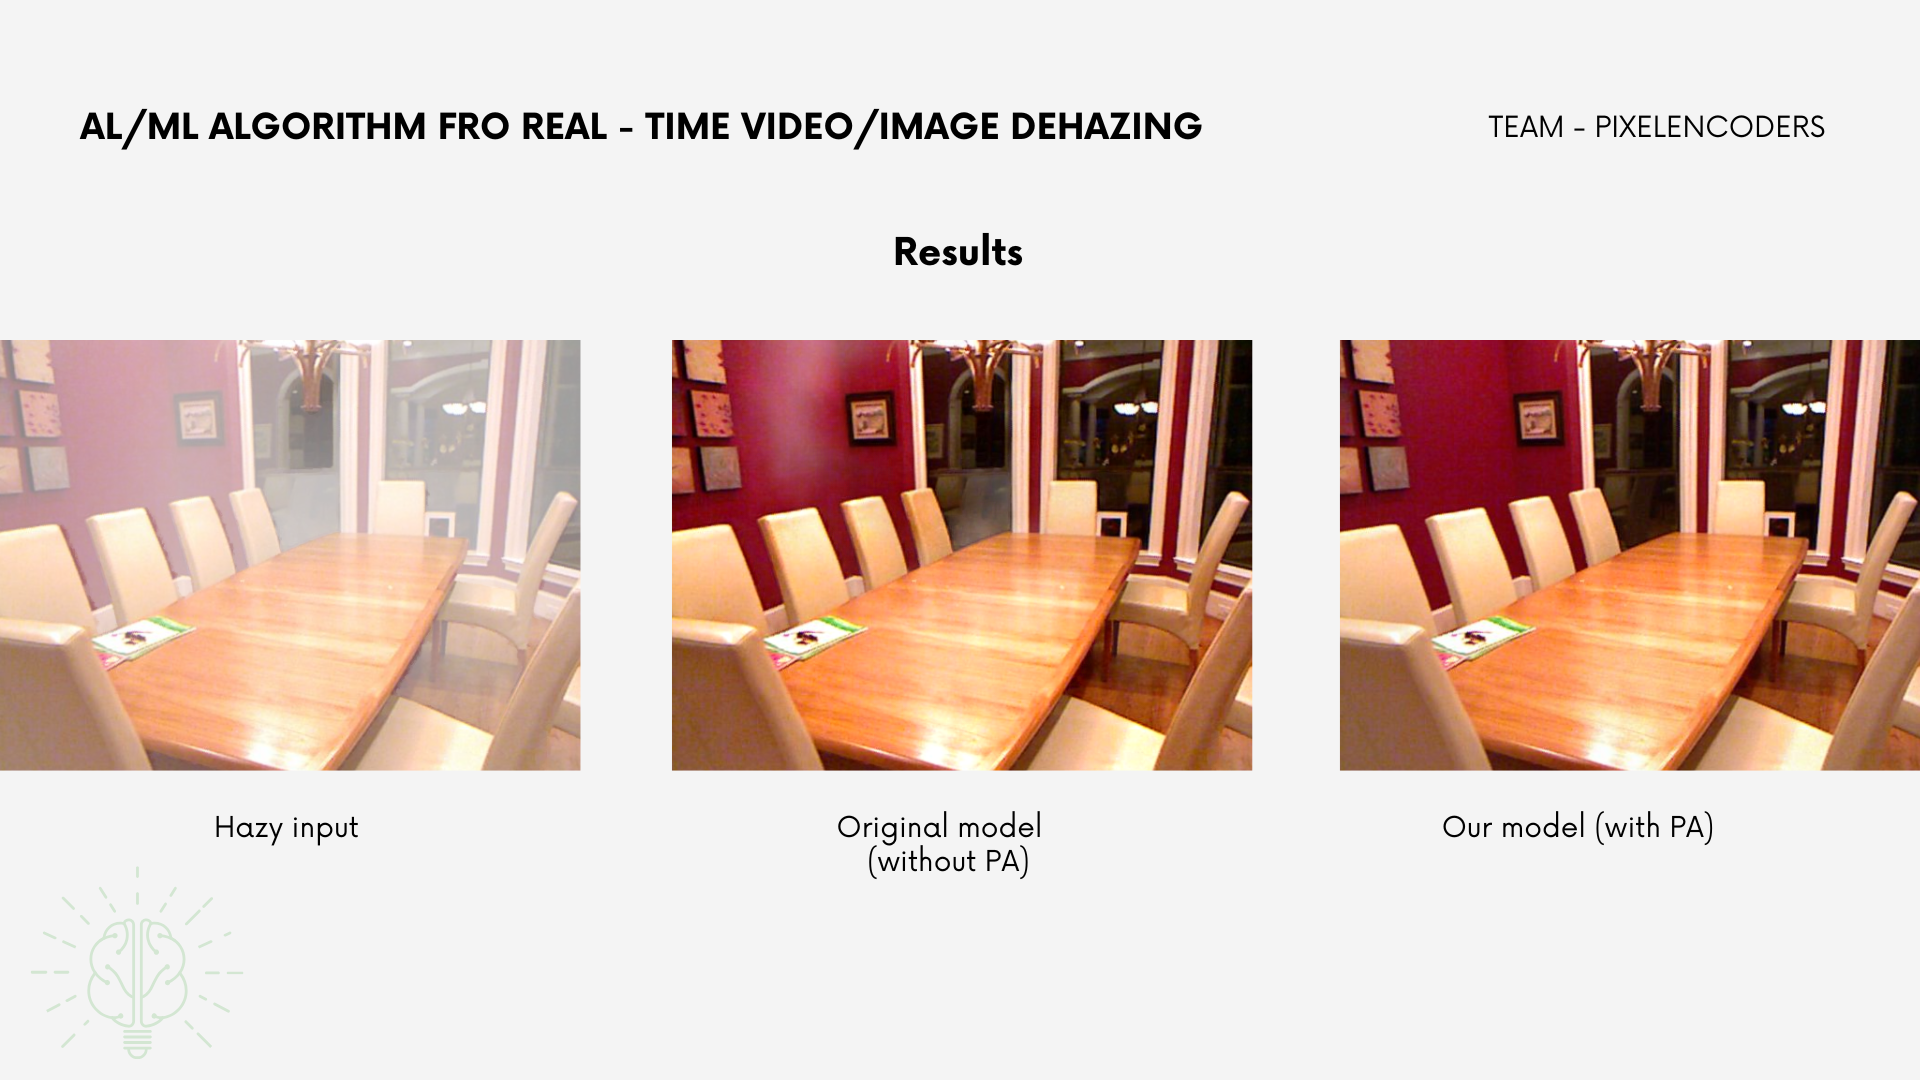 AL/ML ALGORITHM FRO REAL - TIME VIDEO/IMAGE DEHAZING
TEAM - PIXELENCODERS
Results
Hazy input
Original model
(without PA)
Our model (with PA)